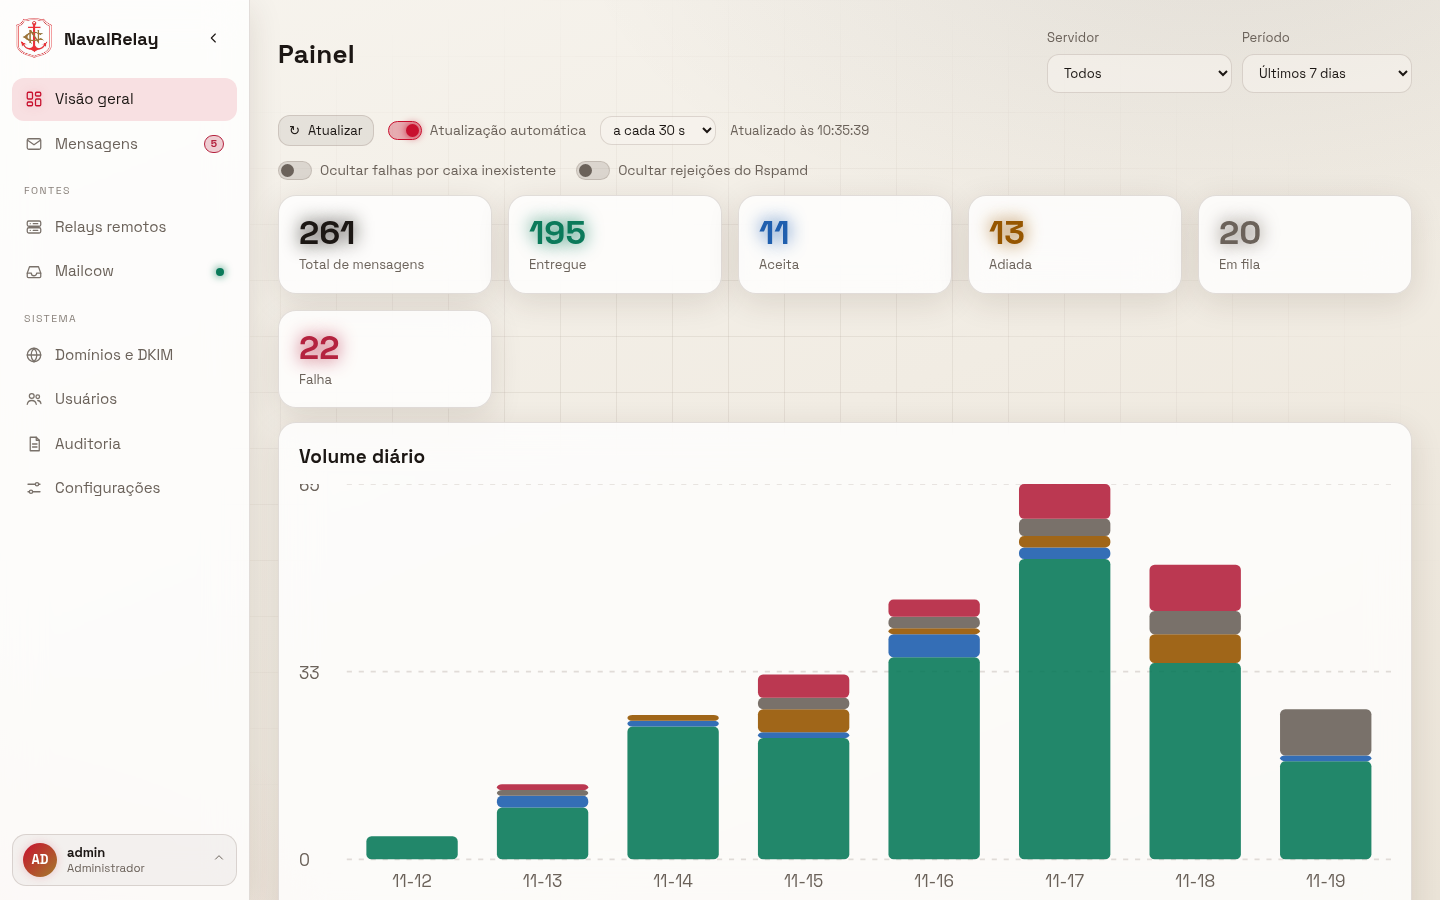 NavalRelay
Visão geral
Mensagens
5
FONTES
Relays remotos
Mailcow
SISTEMA
Domínios e DKIM
Usuários
Auditoria
Configurações
AD
admin
Administrador
Painel
Servidor
Todos
Período
Últimos 7 dias
↻ Atualizar
Atualização automática
a cada 30 s
Atualizado às 10:35:39
Ocultar falhas por caixa inexistente
Ocultar rejeições do Rspamd
261
Total de mensagens
195
Entregue
11
Aceita
13
Adiada
20
Em fila
22
Falha
Volume diário
65
33
0
11-12
11-13
11-14
11-15
11-16
11-17
11-18
11-19